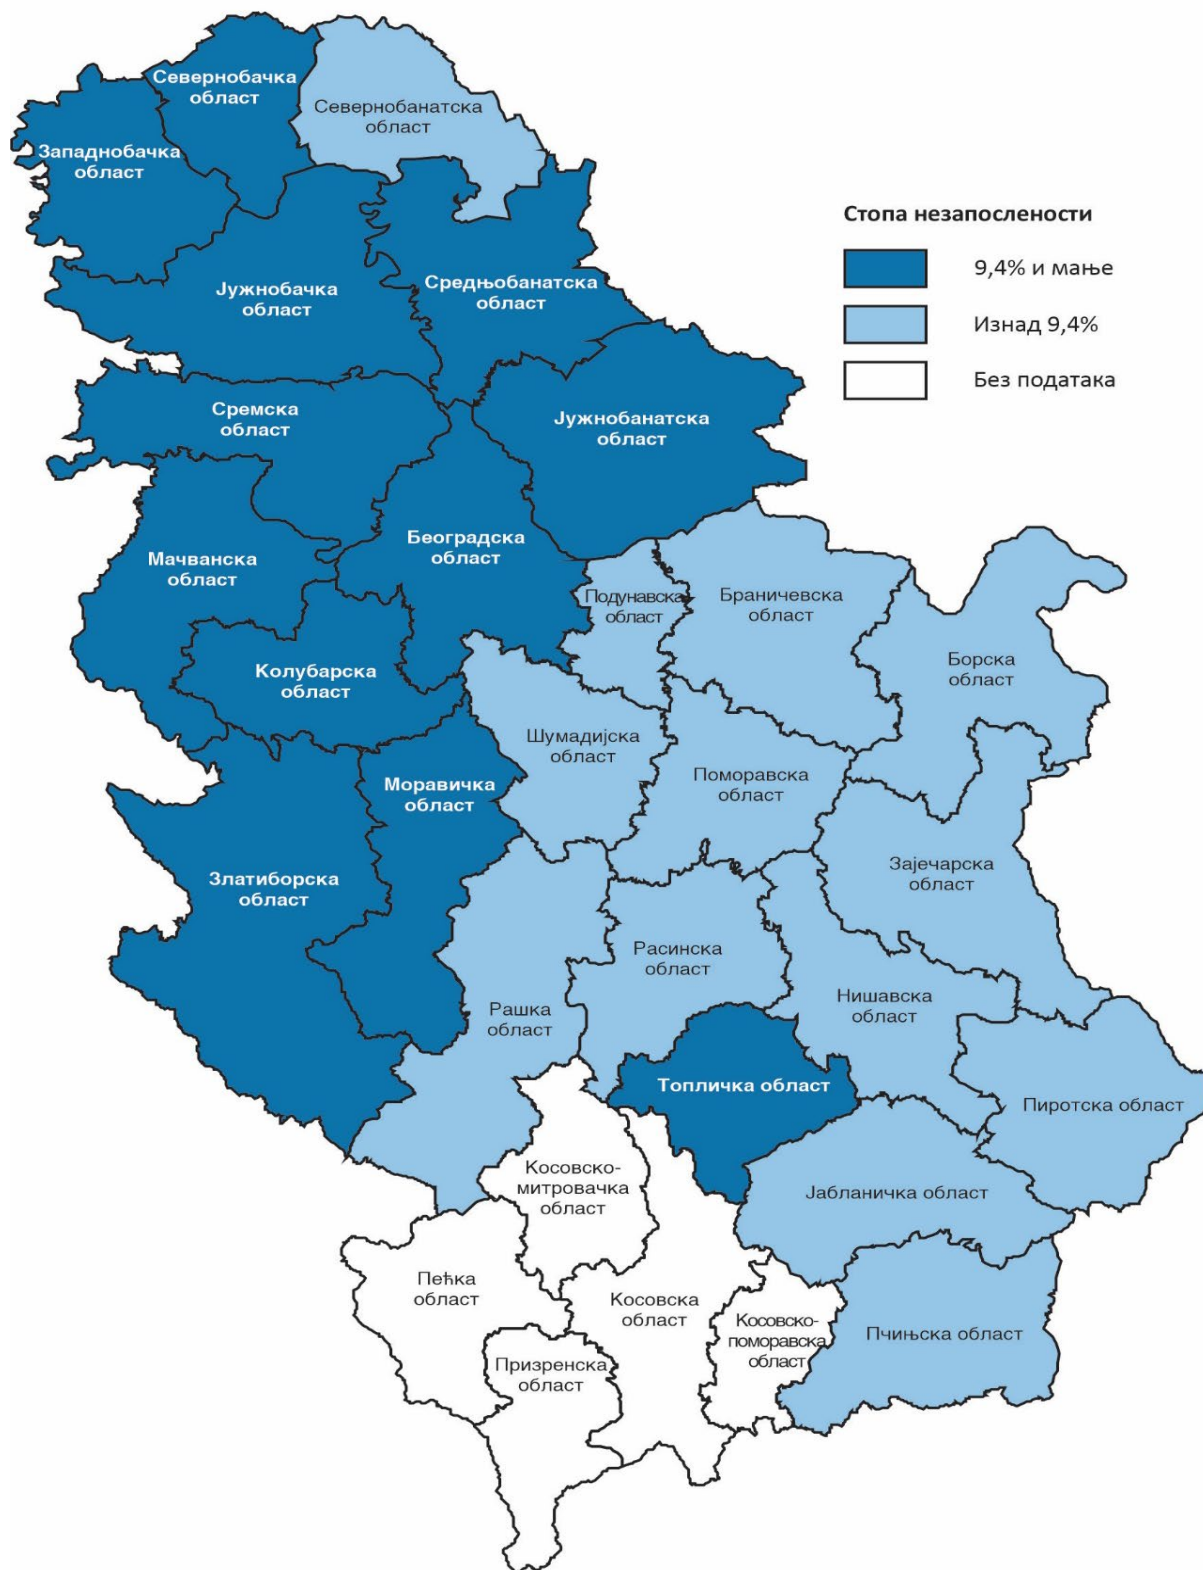 Севернобачка
област
Севернобанатска
област
Западнобачка
област
Стопа незапослености
9,4% и мање
Изнад 9,4%
Без података
Јужнобачка
област
Средњобанатска
област
Сремска
област
Јужнобанатска
област
Мачванска
област
Београдска
област
Подунавска
област
Браничевска
област
Колубарска
област
Борска
област
Шумадијска
област
Поморавска
област
Моравичка
област
Златиборска
област
Зајечарска
област
Расинска
област
Нишавска
област
Рашка
област
Топличка област
Пиротска област
Косовско-
митровачка
област
Јабланичка област
Пећка
област
Косовска
област
Косовско-
поморавска
област
Пчињска област
Призренска
област